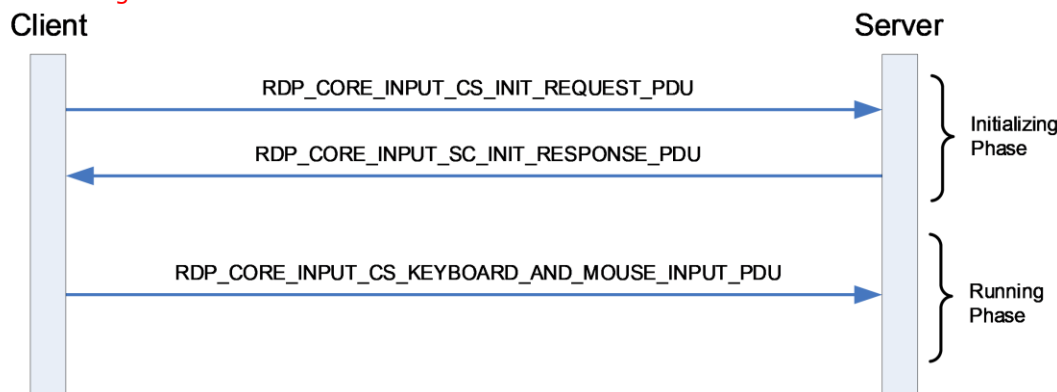 Client
Server
RDP_CORE_INPUT_CS_INIT_REQUEST_PDU
Initializing
Phase
RDP_CORE_INPUT_SC_INIT_RESPONSE_PDU
RDP_CORE_INPUT_CS_KEYBOARD_AND_MOUSE_INPUT_PDU
Running
Phase